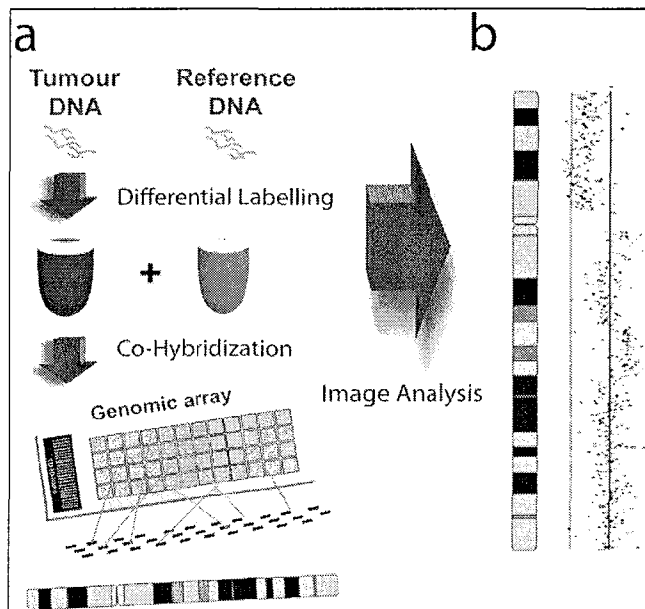 a
b
Tumour
DNA
Reference
DNA
Differential Labelling
+
Co-Hybridization
Genomic array
Image Analysis